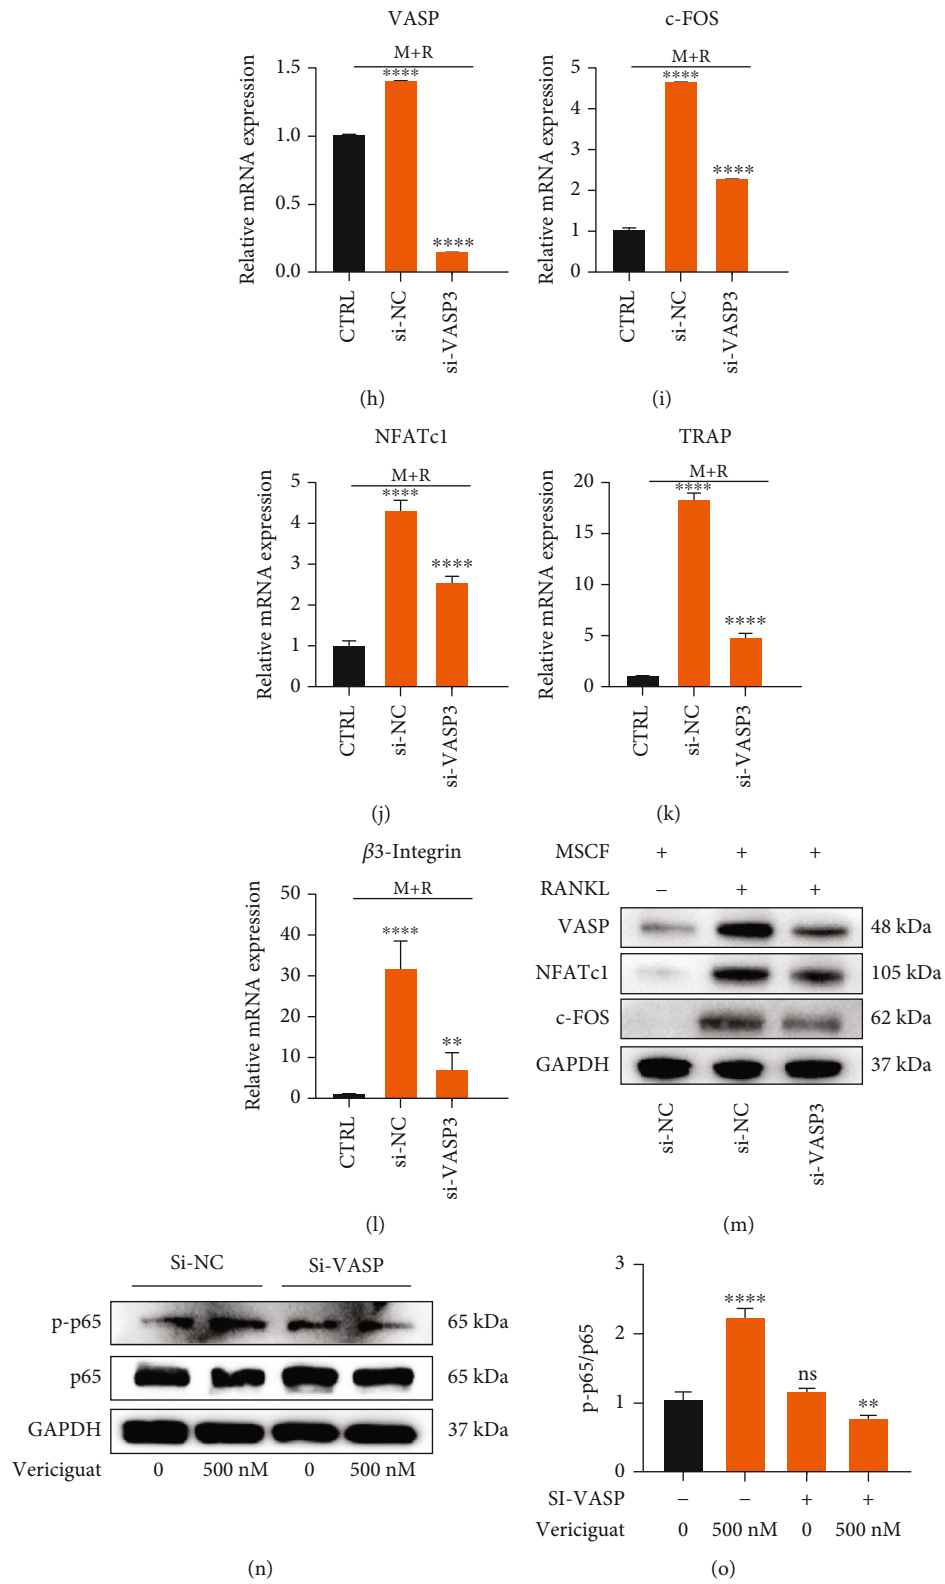 VASP
M+R
****
****
1.5
1.0
0.5
0.0
Relative mRNA expression
CTRL
si-NC
si-VASP3
(h)
c-FOS
M+R
****
****
5
4
3
2
1
0
Relative mRNA expression
CTRL
si-NC
si-VASP3
(i)
NFATc1
M+R
****
****
5
4
3
2
1
0
Relative mRNA expression
CTRL
si-NC
si-VASP3
(j)
TRAP
M+R
****
****
20
15
10
5
0
Relative mRNA expression
CTRL
si-NC
si-VASP3
(k)
β3-Integrin
M+R
****
**
50
40
30
20
10
0
Relative mRNA expression
CTRL
si-NC
si-VASP3
(l)
MSCF + + +
RANKL – + +
VASP 48 kDa
NFATc1 105 kDa
c-FOS 62 kDa
GAPDH 37 kDa
si-NC
si-NC
si-VASP3
(m)
Si-NC Si-VASP
p-p65 65 kDa
p65 65 kDa
GAPDH 37 kDa
Vericiguat 0 500 nM 0 500 nM
(n)
3
2
1
0
p-p65/p65
****
ns
**
SI-VASP – – + +
Vericiguat 0 500 nM 0 500 nM
(o)